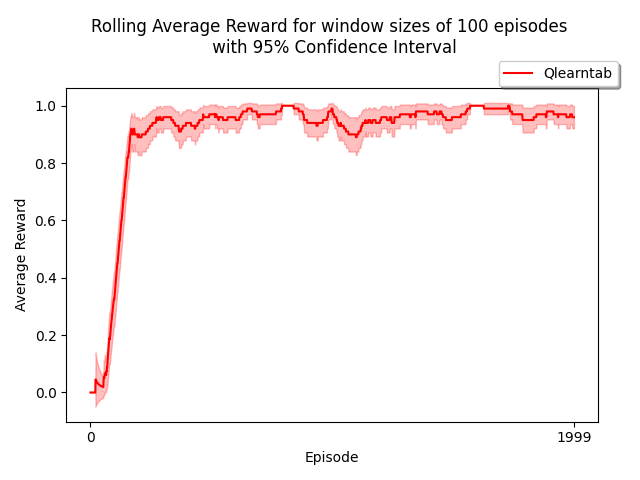 Rolling Average Reward for window sizes of 100 episodes
with 95% Confidence Interval
Qlearntab
1.0
0.8
0.6
0.4
0.2
0.0
Average Reward
0
1999
Episode